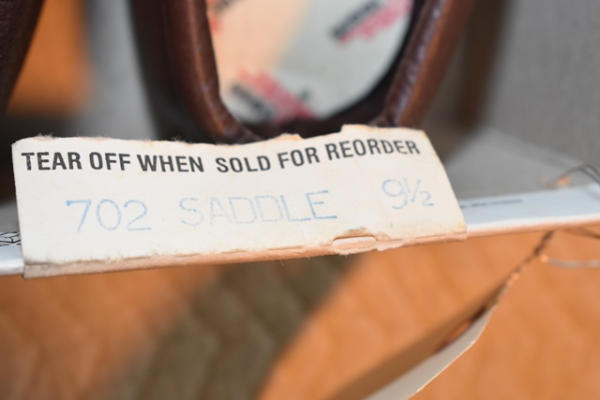 TEAR OFF WHEN SOLD FOR REORDER
702 SADDLE 9½